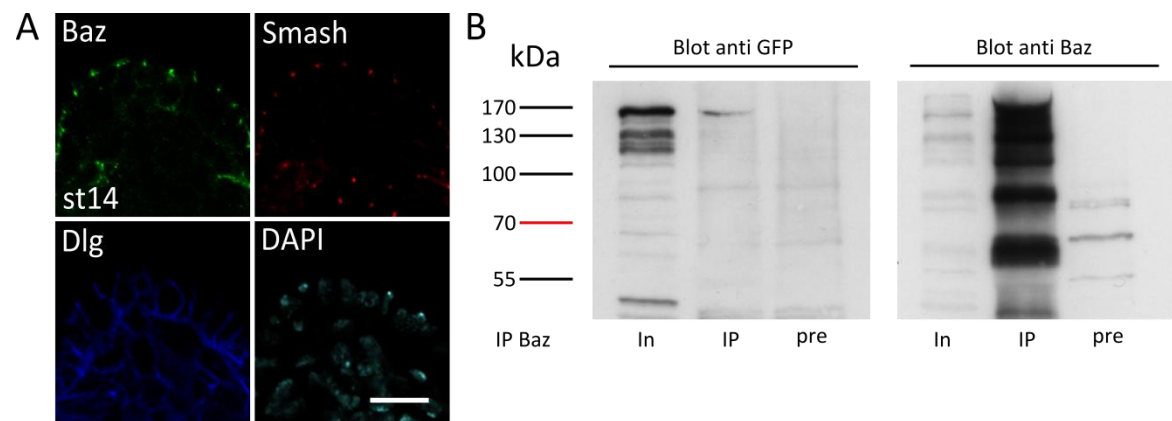 A
Baz
Smash
st14
Dlg
DAPI
B
kDa
Blot anti GFP
Blot anti Baz
170
130
100
70
55
IP Baz
In
IP
pre
In
IP
pre